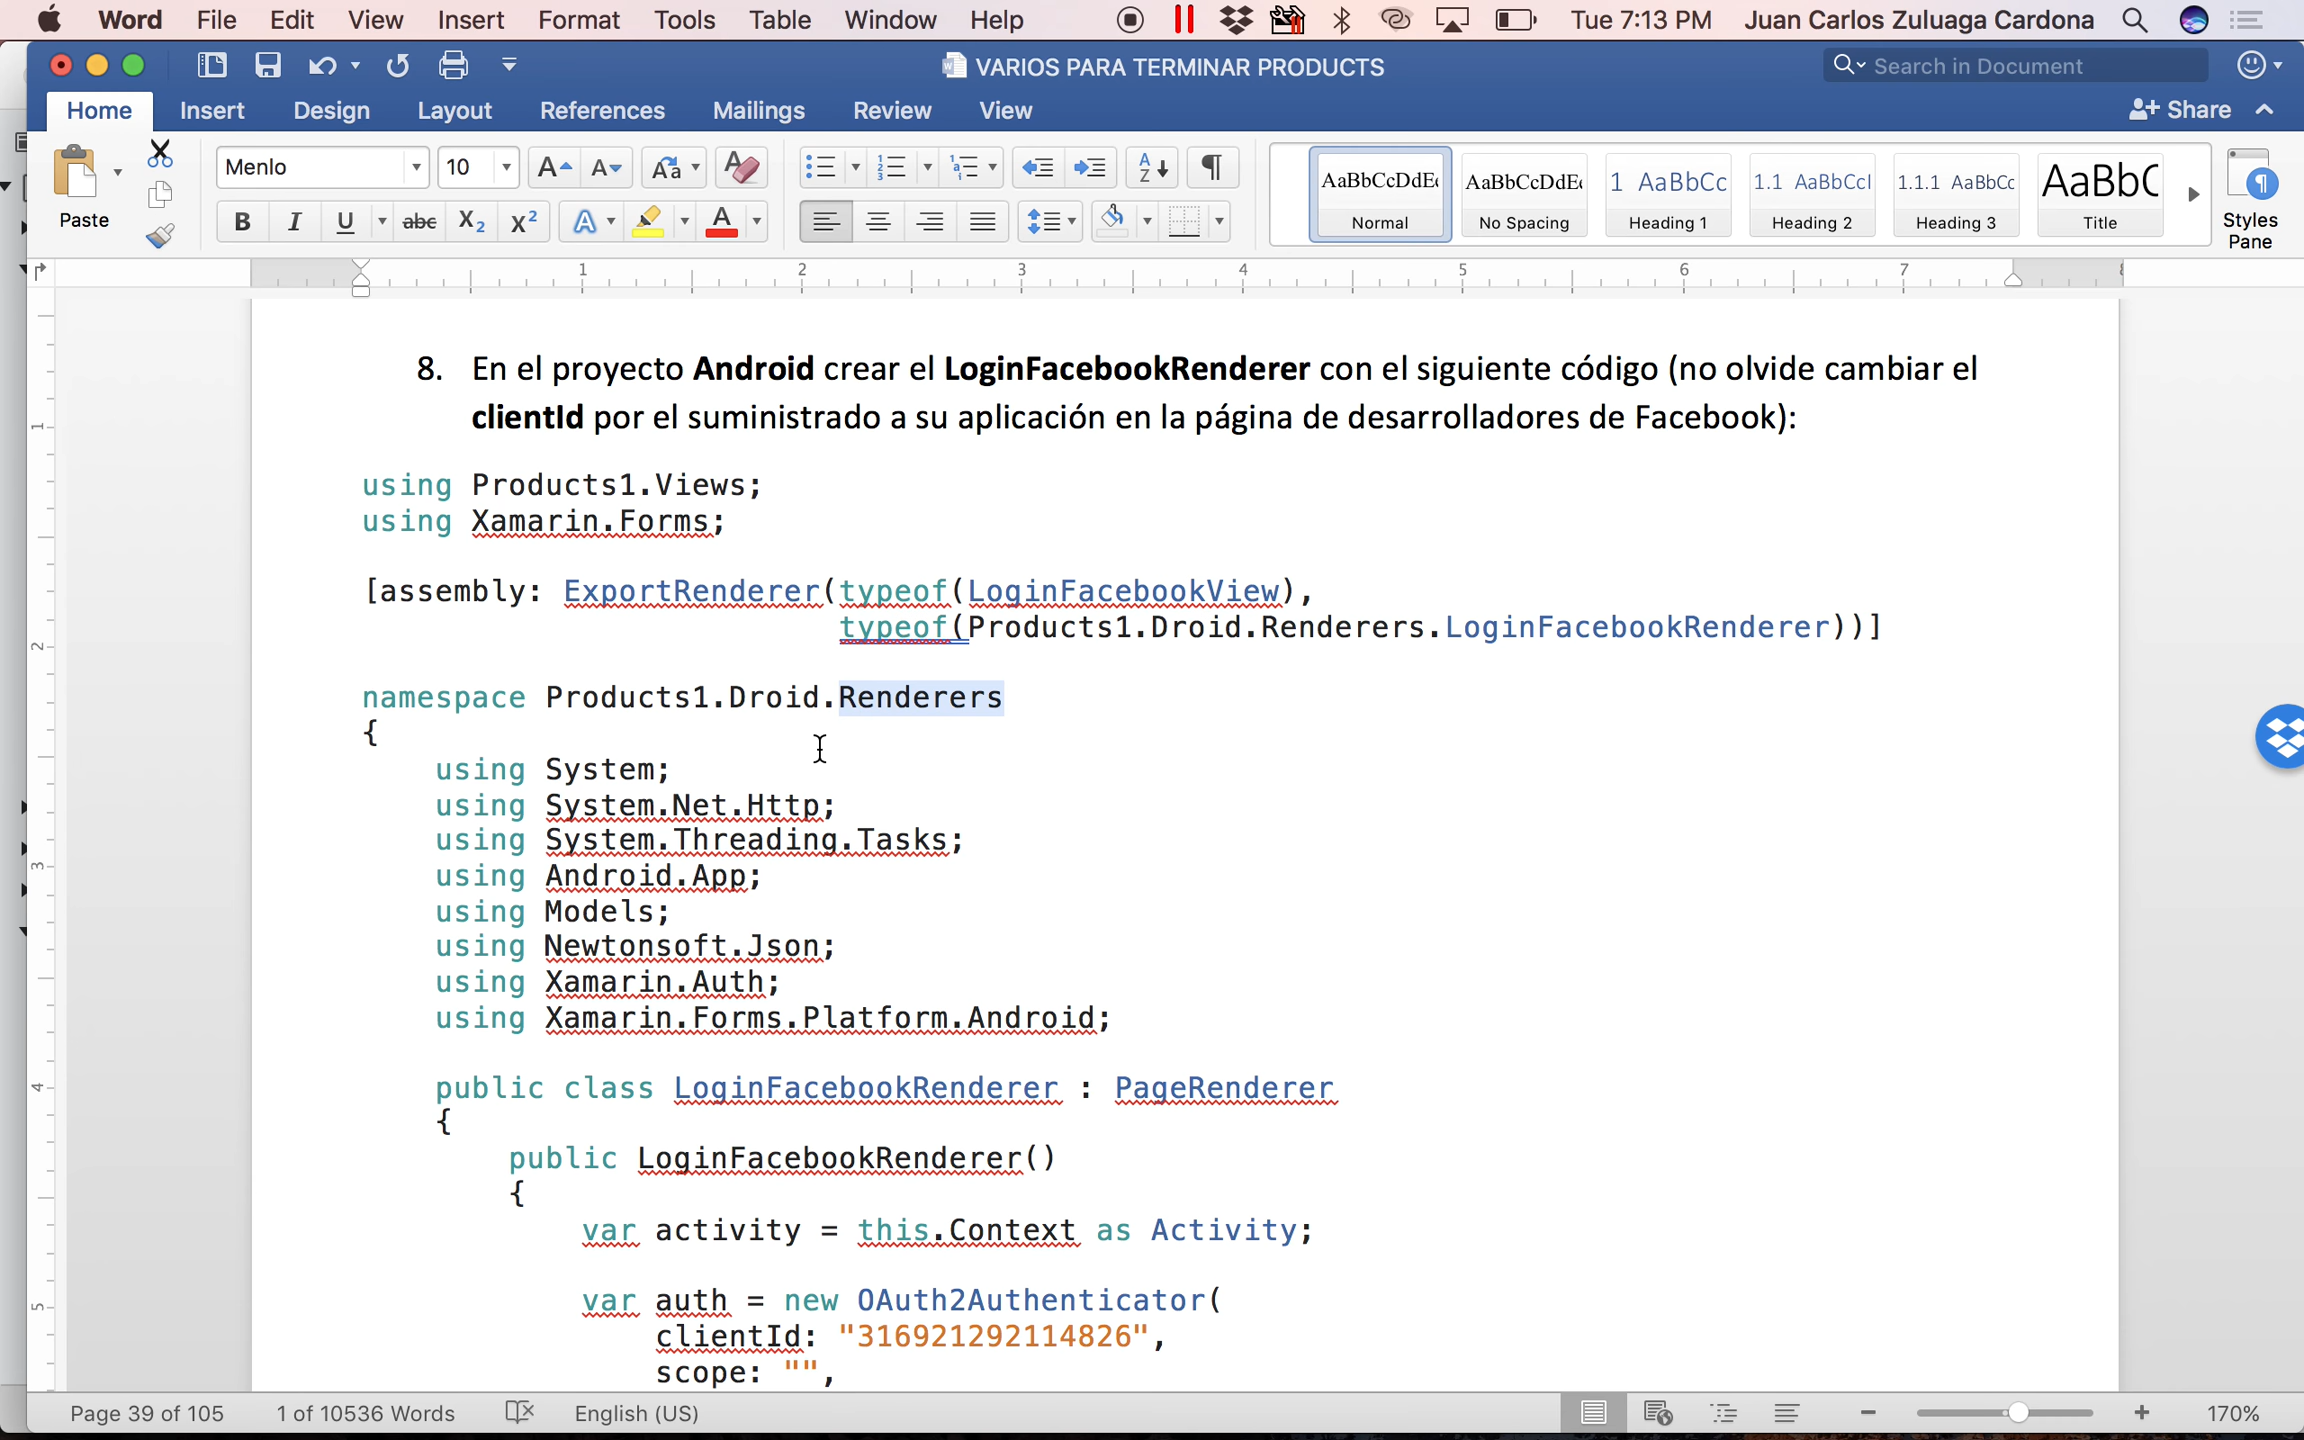 Word File Edit View Insert Format Tools Table Window Help Tue 7:13 PM Juan Carlos Zuluaga Cardona
VARIOS PARA TERMINAR PRODUCTS
Search in Document
Home Insert Design Layout References Mailings Review View Share
Paste
Menlo 10
AaBbCcDdEe AaBbCcDdEe 1 AaBbCc 1.1 AaBbCcl 1.1.1 AaBbCc AaBbC
Normal No Spacing Heading 1 Heading 2 Heading 3 Title
Styles
Pane
1 2 3 4 5 6 7 8
8. En el proyecto Android crear el LoginFacebookRenderer con el siguiente código (no olvide cambiar el
clientId por el suministrado a su aplicación en la página de desarrolladores de Facebook):
using Products1.Views;
using Xamarin.Forms;
[assembly: ExportRenderer(typeof(LoginFacebookView),
typeof(Products1.Droid.Renderers.LoginFacebookRenderer))]
namespace Products1.Droid.Renderers
{
using System;
using System.Net.Http;
using System.Threading.Tasks;
using Android.App;
using Models;
using Newtonsoft.Json;
using Xamarin.Auth;
using Xamarin.Forms.Platform.Android;
public class LoginFacebookRenderer : PageRenderer
{
public LoginFacebookRenderer()
{
var activity = this.Context as Activity;
var auth = new OAuth2Authenticator(
clientId: "316921292114826",
scope: "",
Page 39 of 105 1 of 10536 Words English (US) 170%